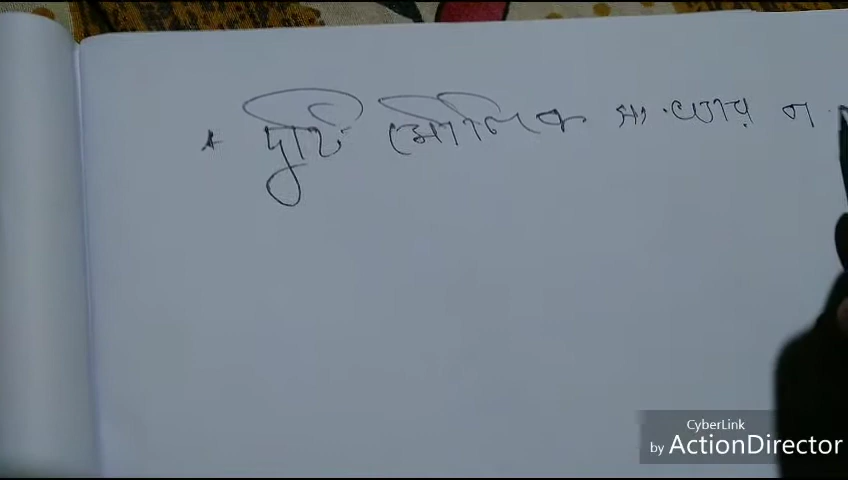 * দুটি মৌলিক সংখ্যার
CyberLink
by ActionDirector